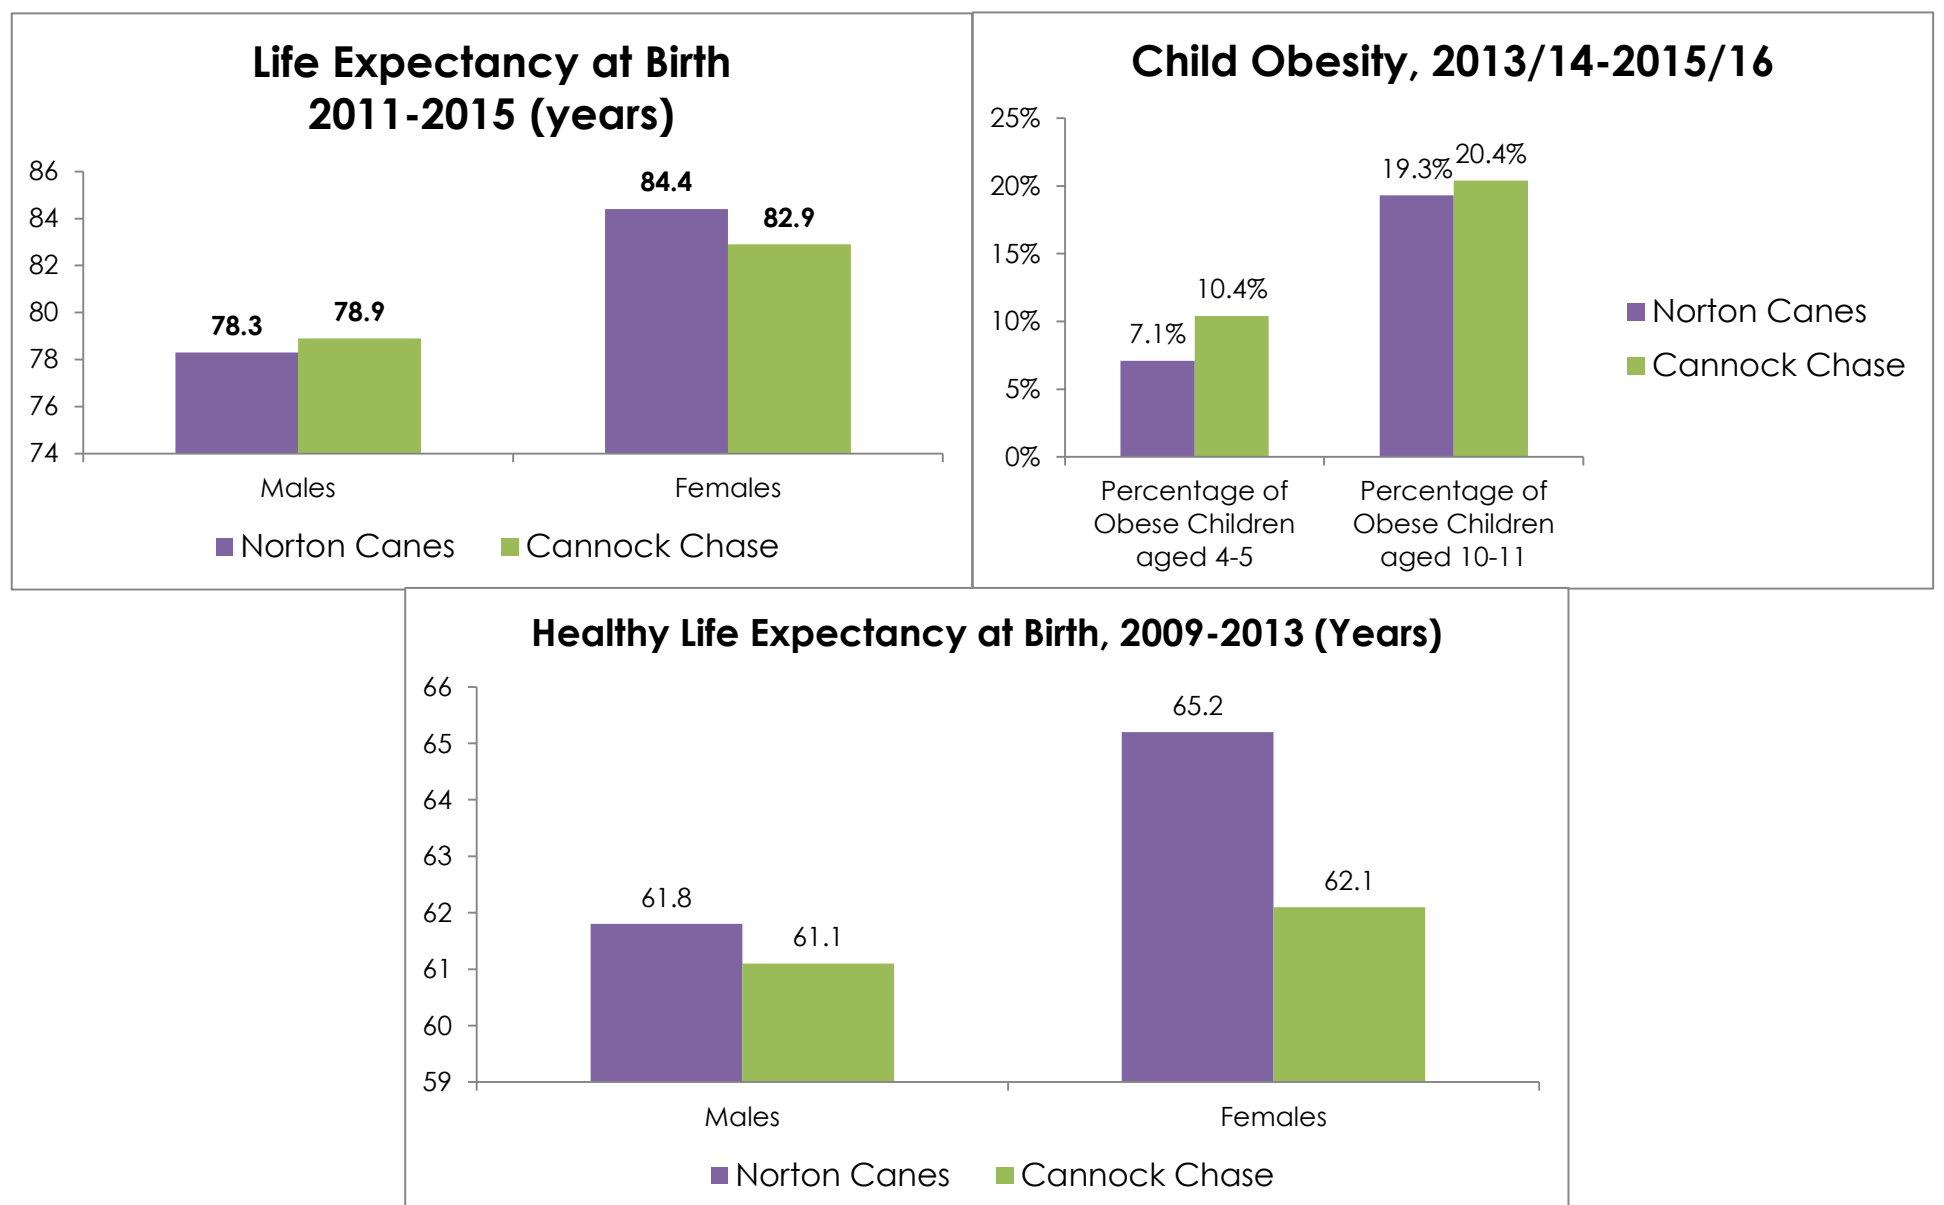 Life Expectancy at Birth
2011-2015 (years)
86
84
82
80
78
76
74
78.3
78.9
84.4
82.9
Males
Females
Norton Canes
Cannock Chase
Child Obesity, 2013/14-2015/16
25%
20%
15%
10%
5%
0%
7.1%
10.4%
19.3%
20.4%
Percentage of
Obese Children
aged 4-5
Percentage of
Obese Children
aged 10-11
Norton Canes
Cannock Chase
Healthy Life Expectancy at Birth, 2009-2013 (Years)
66
65
64
63
62
61
60
59
61.8
61.1
65.2
62.1
Males
Females
Norton Canes
Cannock Chase